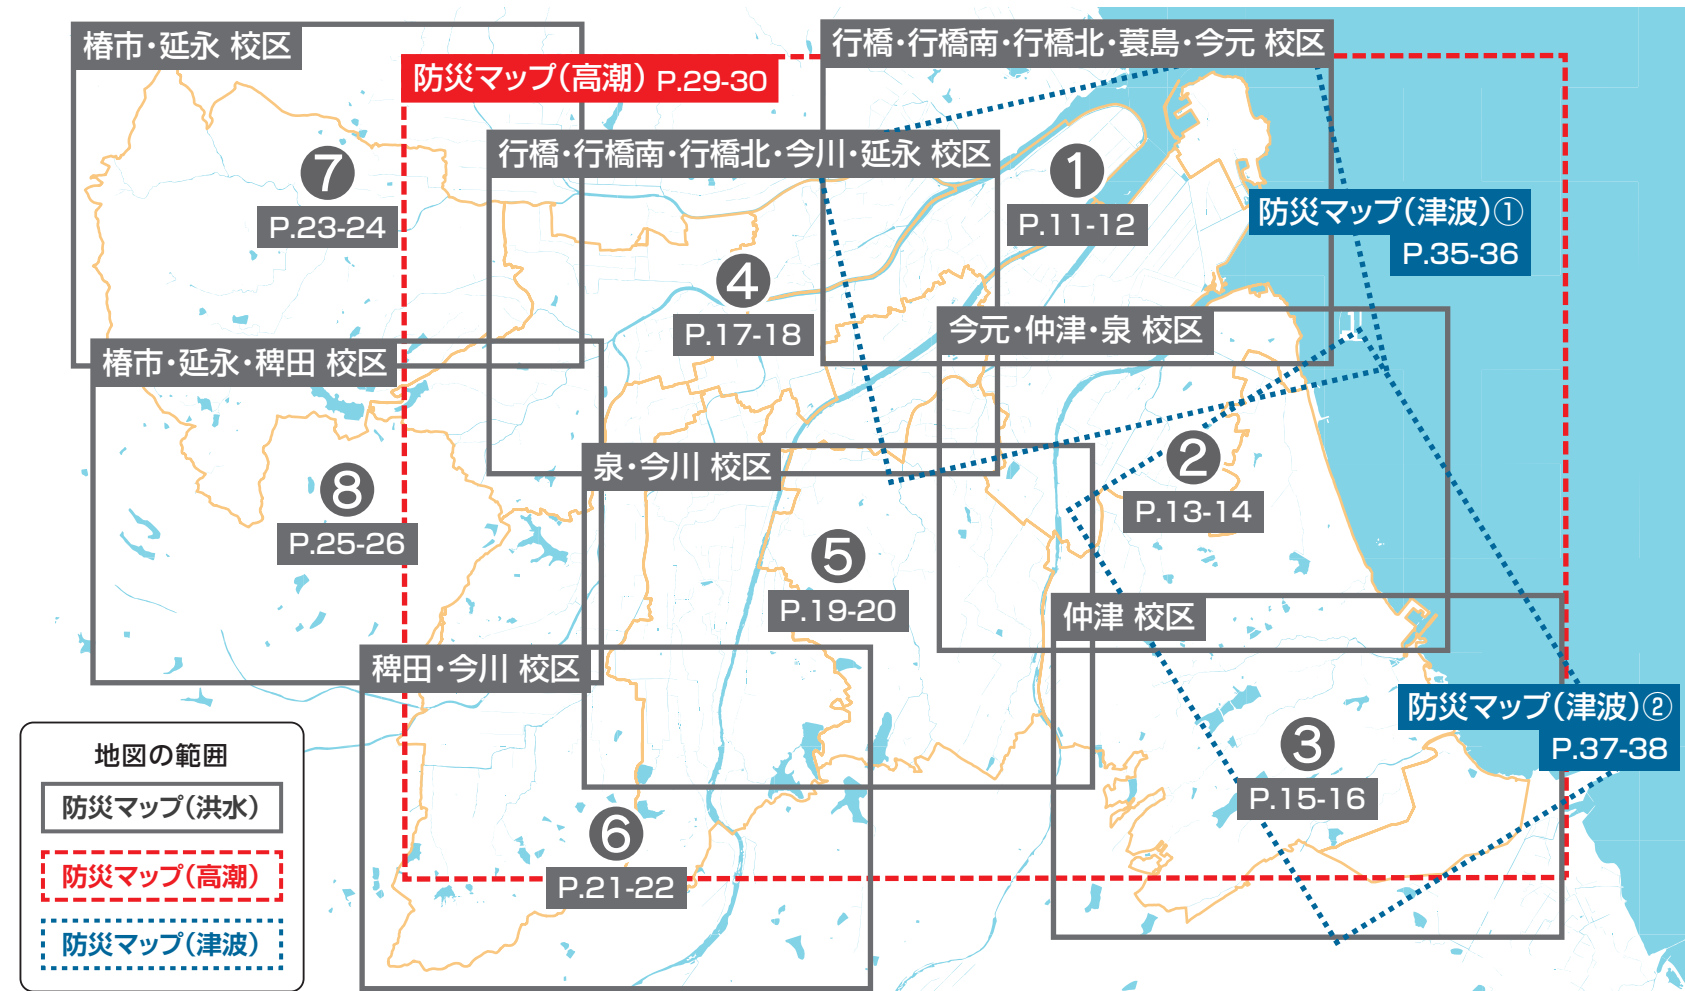 椿市・延永 校区
行橋・行橋南・行橋北・蓑島・今元 校区
防災マップ（高潮） P.29-30
行橋・行橋南・行橋北・今川・延永 校区
7
P.23-24
1
P.11-12
防災マップ（津波）①
P.35-36
4
P.17-18
今元・仲津・泉 校区
椿市・延永・稗田 校区
泉・今川 校区
2
P.13-14
8
P.25-26
5
P.19-20
仲津 校区
稗田・今川 校区
防災マップ（津波）②
P.37-38
3
P.15-16
6
P.21-22
地図の範囲
防災マップ（洪水）
防災マップ（高潮）
防災マップ（津波）